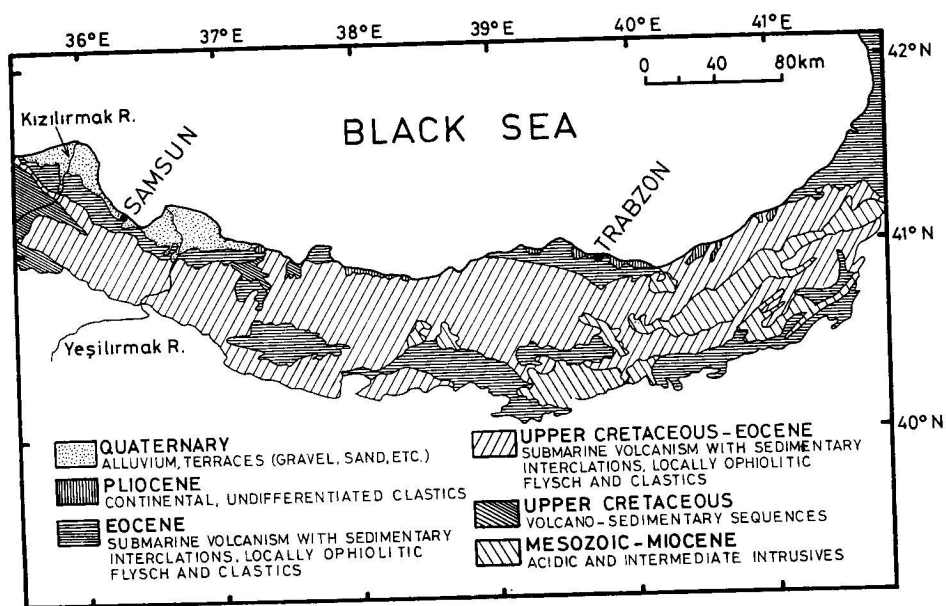 36°E 37°E 38°E 39°E 40°E 41°E
42°N
0 40 80km
Kızılırmak R.
BLACK SEA
SAMSUN
TRABZON
41°N
Yeşilırmak R.
40°N
QUATERNARY
ALLUVIUM, TERRACES (GRAVEL, SAND, ETC.)
PLIOCENE
CONTINENTAL, UNDIFFERENTIATED CLASTICS
EOCENE
SUBMARINE VOLCANISM WITH SEDIMENTARY
INTERCLATIONS, LOCALLY OPHIOLITIC
FLYSCH AND CLASTICS
UPPER CRETACEOUS-EOCENE
SUBMARINE VOLCANISM WITH SEDIMENTARY
INTERCLATIONS, LOCALLY OPHIOLITIC
FLYSCH AND CLASTICS
UPPER CRETACEOUS
VOLCANO-SEDIMENTARY SEQUENCES
MESOZOIC-MIOCENE
ACIDIC AND INTERMEDIATE INTRUSIVES